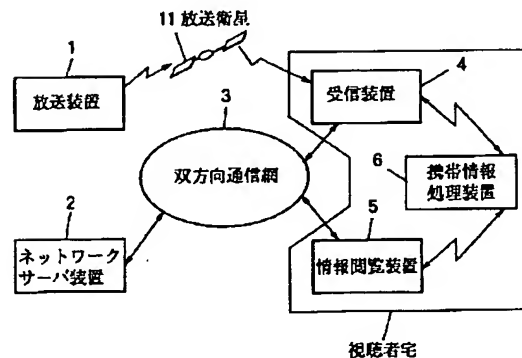 11 放送衛星
1
放送装置
4
受信装置
3
双方向通信網
6
携帯情報
処理装置
2
ネットワーク
サーバ装置
5
情報閲覧装置
視聴者宅